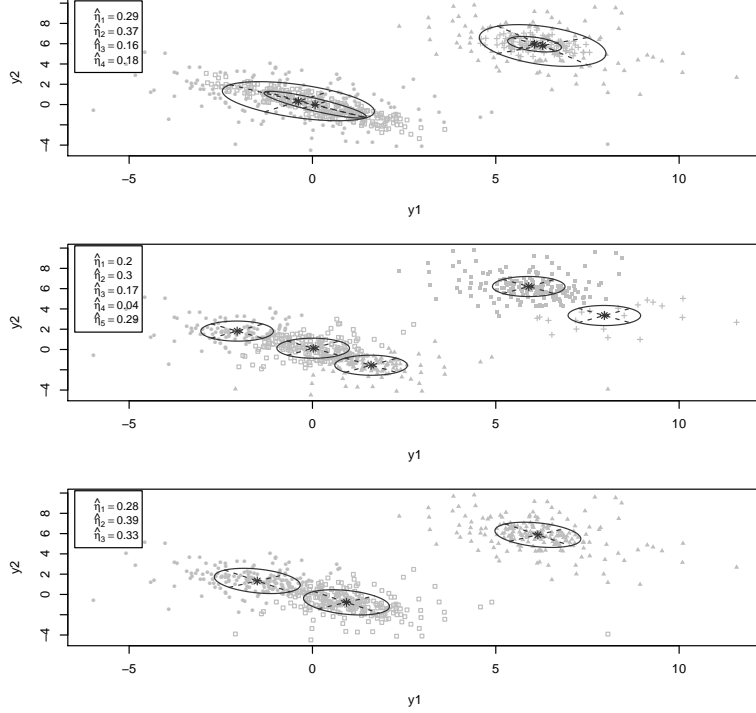 η̂1 = 0.29
η̂2 = 0.37
η̂3 = 0.16
η̂4 = 0.18
−4 0 2 4 6 8
y2
−5 0 5 10
y1
η̂1 = 0.2
η̂2 = 0.3
η̂3 = 0.17
η̂4 = 0.04
η̂5 = 0.29
−4 0 2 4 6 8
y2
−5 0 5 10
y1
η̂1 = 0.28
η̂2 = 0.39
η̂3 = 0.33
−4 0 2 4 6 8
y2
−5 0 5 10
y1